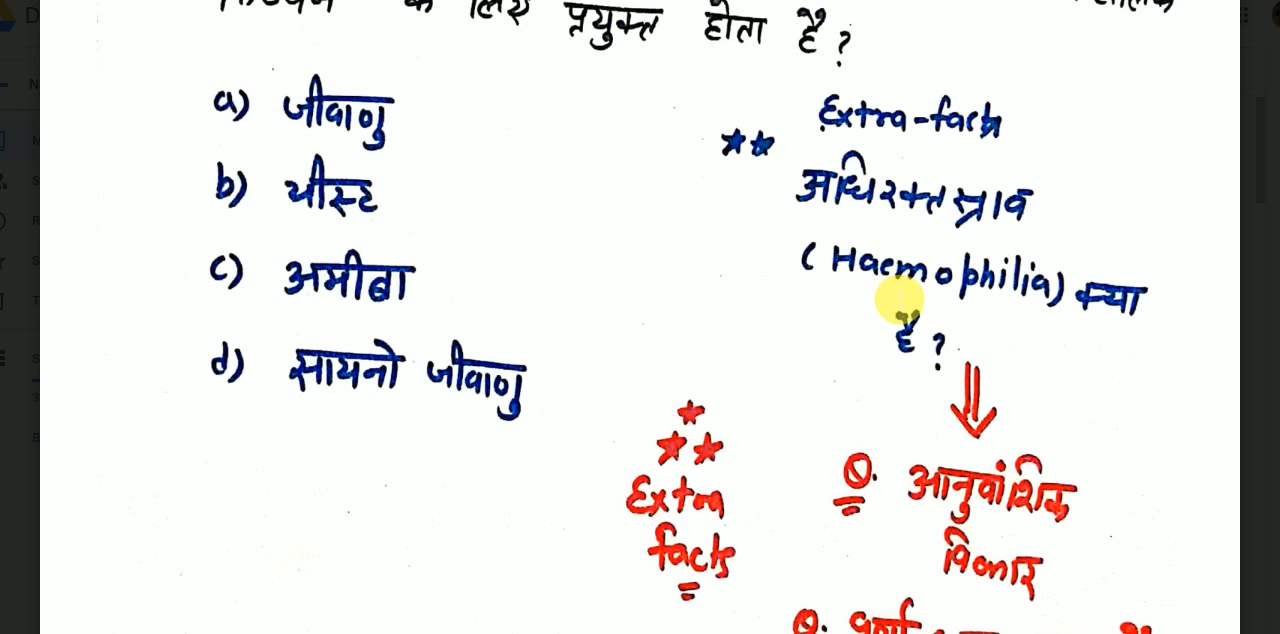 के लिए प्रयुक्त होता है ?
a) जीवाणु
b) यीस्ट
c) अमीबा
d) सायनो जीवाणु
Extra-facts
अधिरक्तस्त्राव
(Haemophilia) क्या
है ?
Extra
facts
Q. आनुवांशिक
विकार
Q.